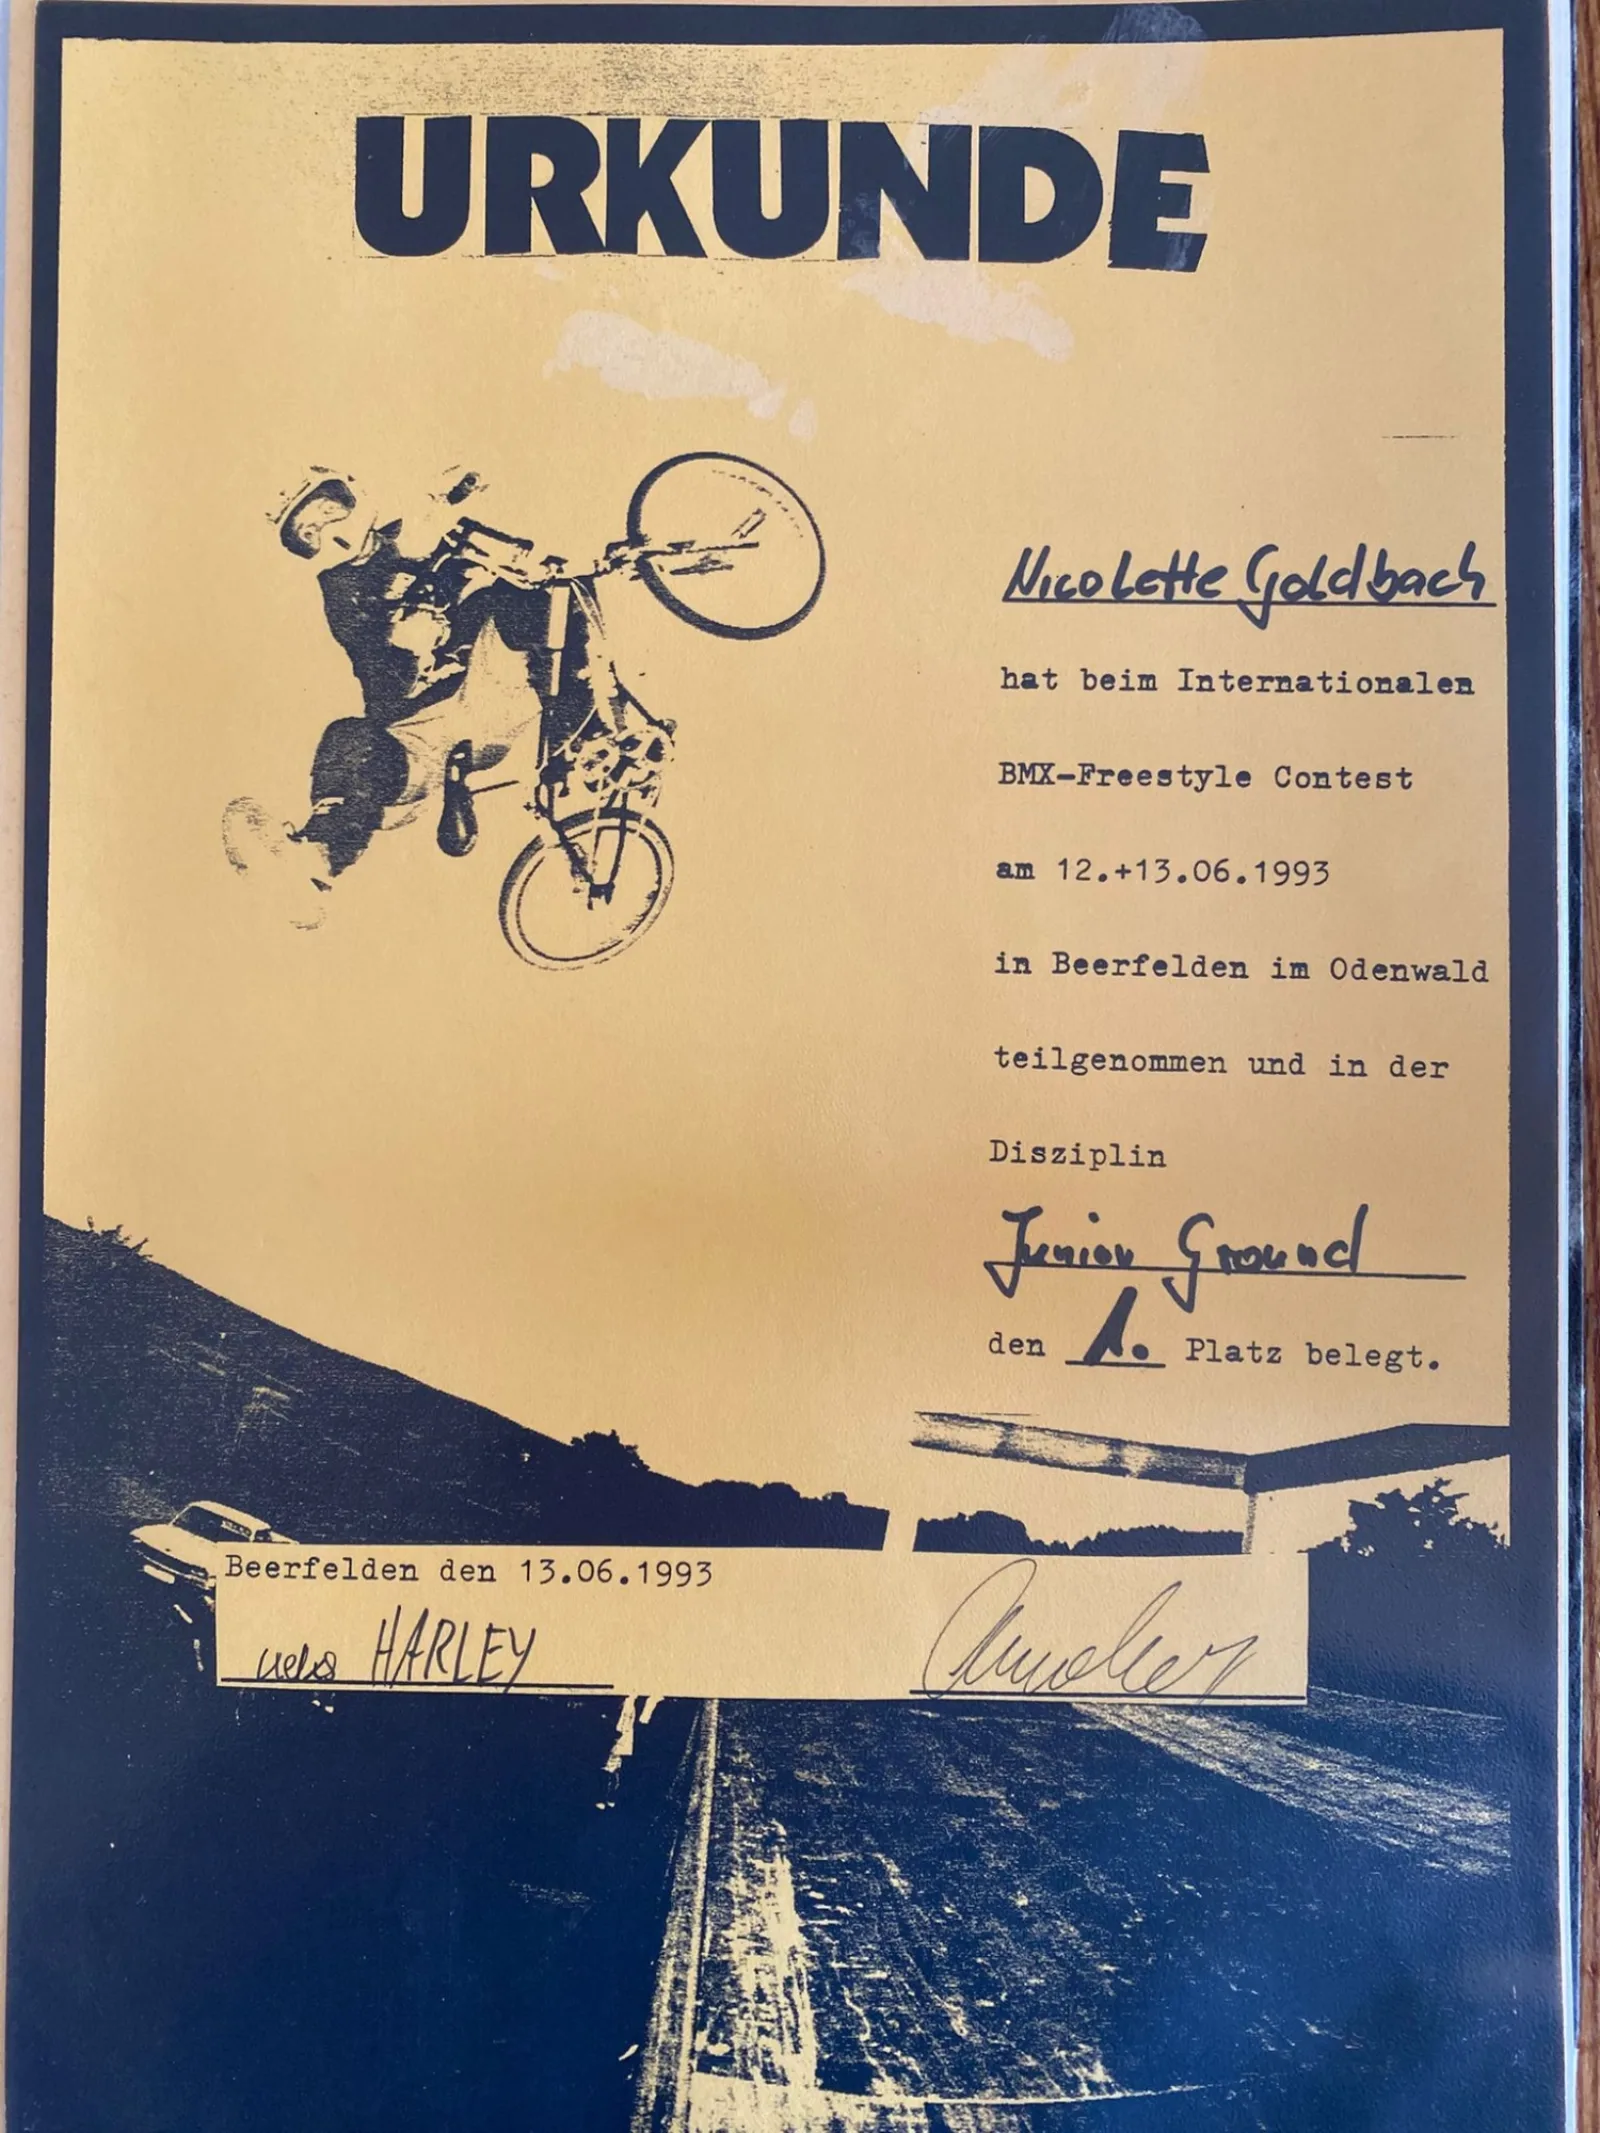 URKUNDE
Nicolette Goldbach
hat beim Internationalen
BMX-Freestyle Contest
am 12.+13.06.1993
in Beerfelden im Odenwald
teilgenommen und in der
Disziplin
Junior Ground
den 1. Platz belegt.
Beerfelden den 13.06.1993
HARLEY